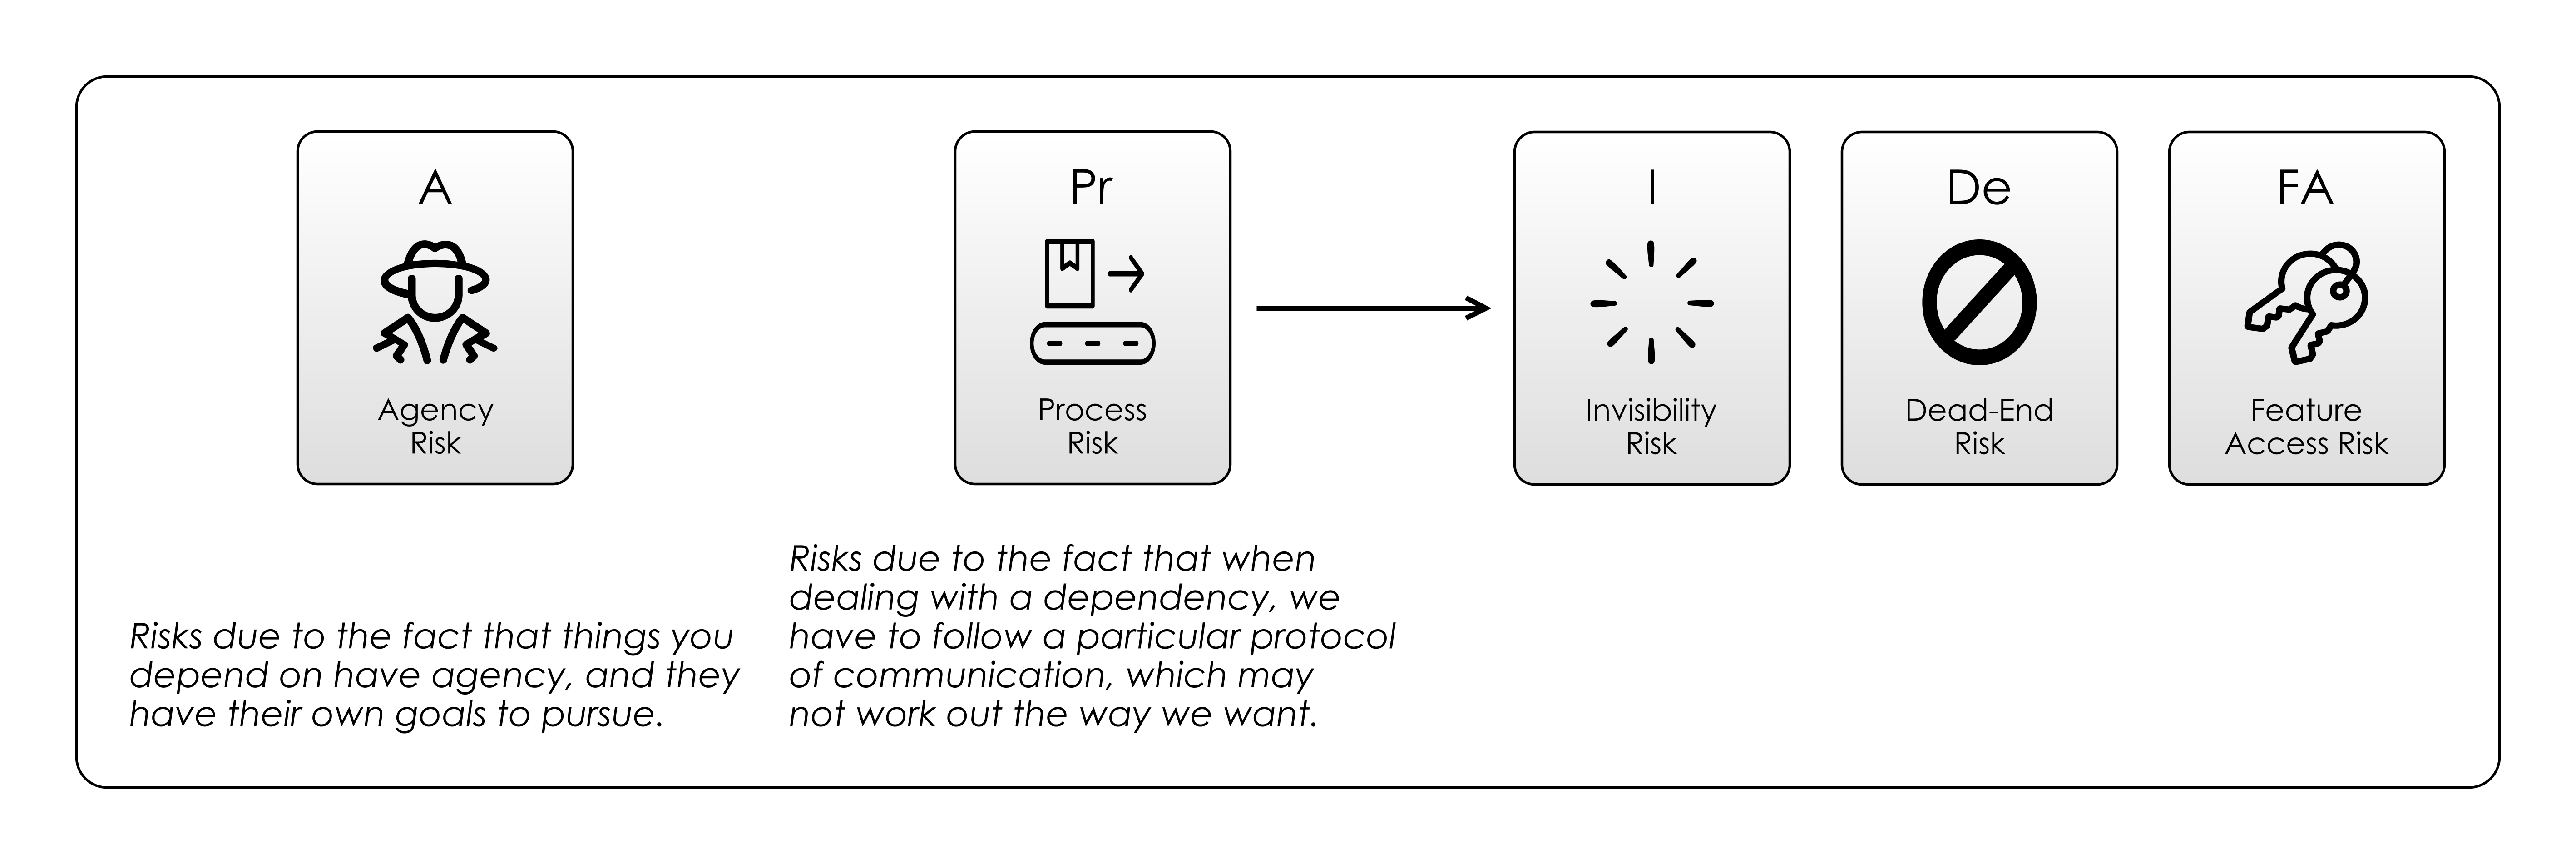 A
Agency
Risk
Pr
Process
Risk
I
Invisibility
Risk
De
Dead-End
Risk
FA
Feature
Access Risk
Risks due to the fact that things you
depend on have agency, and they
have their own goals to pursue.
Risks due to the fact that when
dealing with a dependency, we
have to follow a particular protocol
of communication, which may
not work out the way we want.